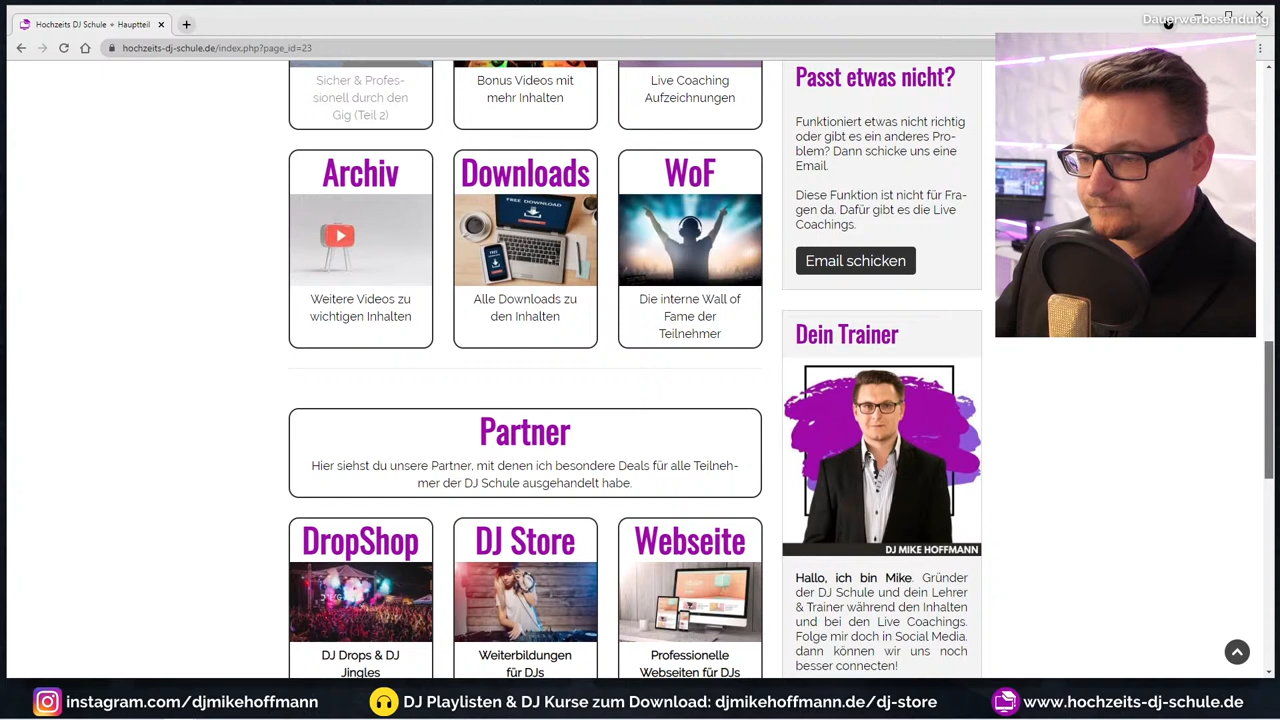 Dauerwerbesendung
Hochzeits DJ Schule ⋆ Hauptteil
hochzeits-dj-schule.de/index.php?page_id=23
Sicher & Profes-
sionell durch den
Gig (Teil 2)
Bonus Videos mit
mehr Inhalten
Live Coaching
Aufzeichnungen
Archiv
Weitere Videos zu
wichtigen Inhalten
Downloads
FREE DOWNLOAD
Alle Downloads zu
den Inhalten
WoF
Die interne Wall of
Fame der
Teilnehmer
Partner
Hier siehst du unsere Partner, mit denen ich besondere Deals für alle Teilneh-
mer der DJ Schule ausgehandelt habe.
DropShop
DJ Drops & DJ
Jingles
DJ Store
Weiterbildungen
für DJs
Webseite
Professionelle
Webseiten für DJs
Passt etwas nicht?
Funktioniert etwas nicht richtig
oder gibt es ein anderes Pro-
blem? Dann schicke uns eine
Email.
Diese Funktion ist nicht für Fra-
gen da. Dafür gibt es die Live
Coachings.
Email schicken
Dein Trainer
DJ MIKE HOFFMANN
Hallo, ich bin Mike. Gründer
der DJ Schule und dein Lehrer
& Trainer während den Inhalten
und bei den Live Coachings.
Folge mir doch in Social Media.
dann können wir uns noch
besser connecten!
instagram.com/djmikehoffmann
DJ Playlisten & DJ Kurse zum Download: djmikehoffmann.de/dj-store
www.hochzeits-dj-schule.de